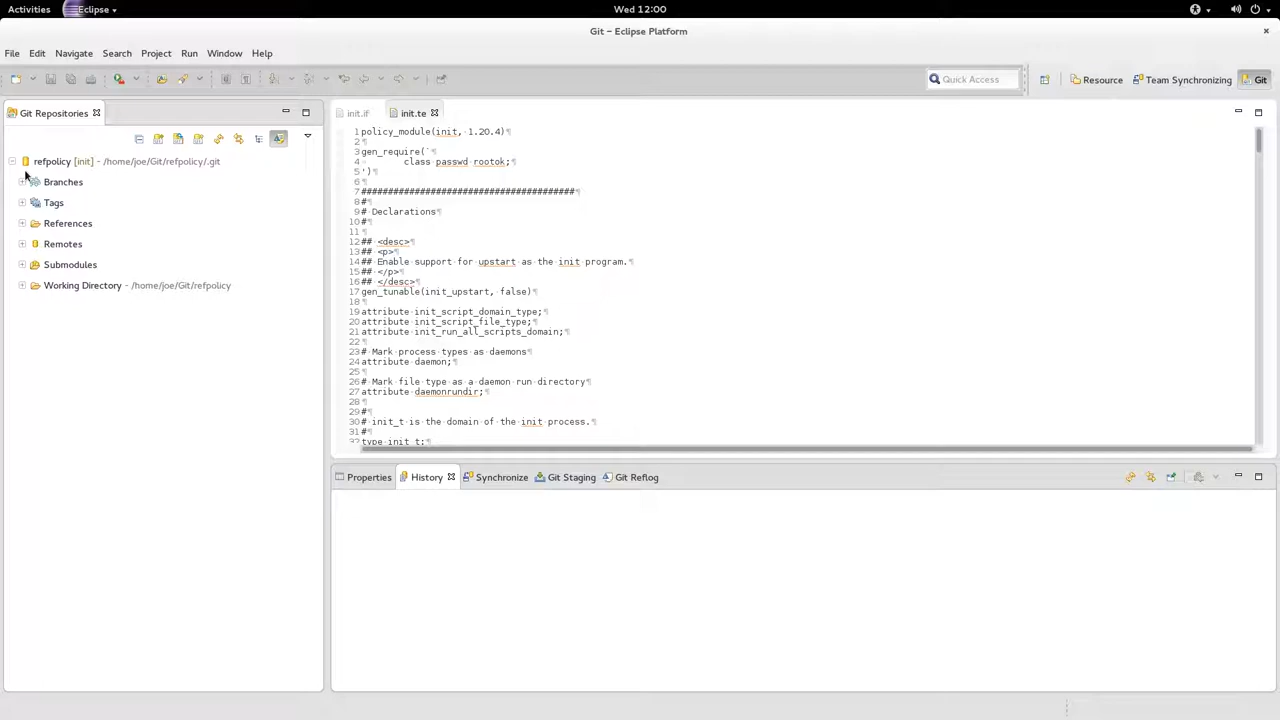 Activities Eclipse Wed 12:00
Git - Eclipse Platform
File Edit Navigate Search Project Run Window Help
Quick Access Resource Team Synchronizing Git
Git Repositories
refpolicy [init] - /home/joe/Git/refpolicy/.git
Branches
Tags
References
Remotes
Submodules
Working Directory - /home/joe/Git/refpolicy
init.if init.te
1 policy_module(init, 1.20.4)
2
3 gen_require(`
4 class passwd rootok;
5 ')
6
7 ########################################
8 #
9 # Declarations
10 #
11
12 ## <desc>
13 ## <p>
14 ## Enable support for upstart as the init program.
15 ## </p>
16 ## </desc>
17 gen_tunable(init_upstart, false)
18
19 attribute init_script_domain_type;
20 attribute init_script_file_type;
21 attribute init_run_all_scripts_domain;
22
23 # Mark process types as daemons
24 attribute daemon;
25
26 # Mark file type as a daemon run directory
27 attribute daemonrundir;
28
29 #
30 # init_t is the domain of the init process.
31 #
32 type init_t;
Properties History Synchronize Git Staging Git Reflog